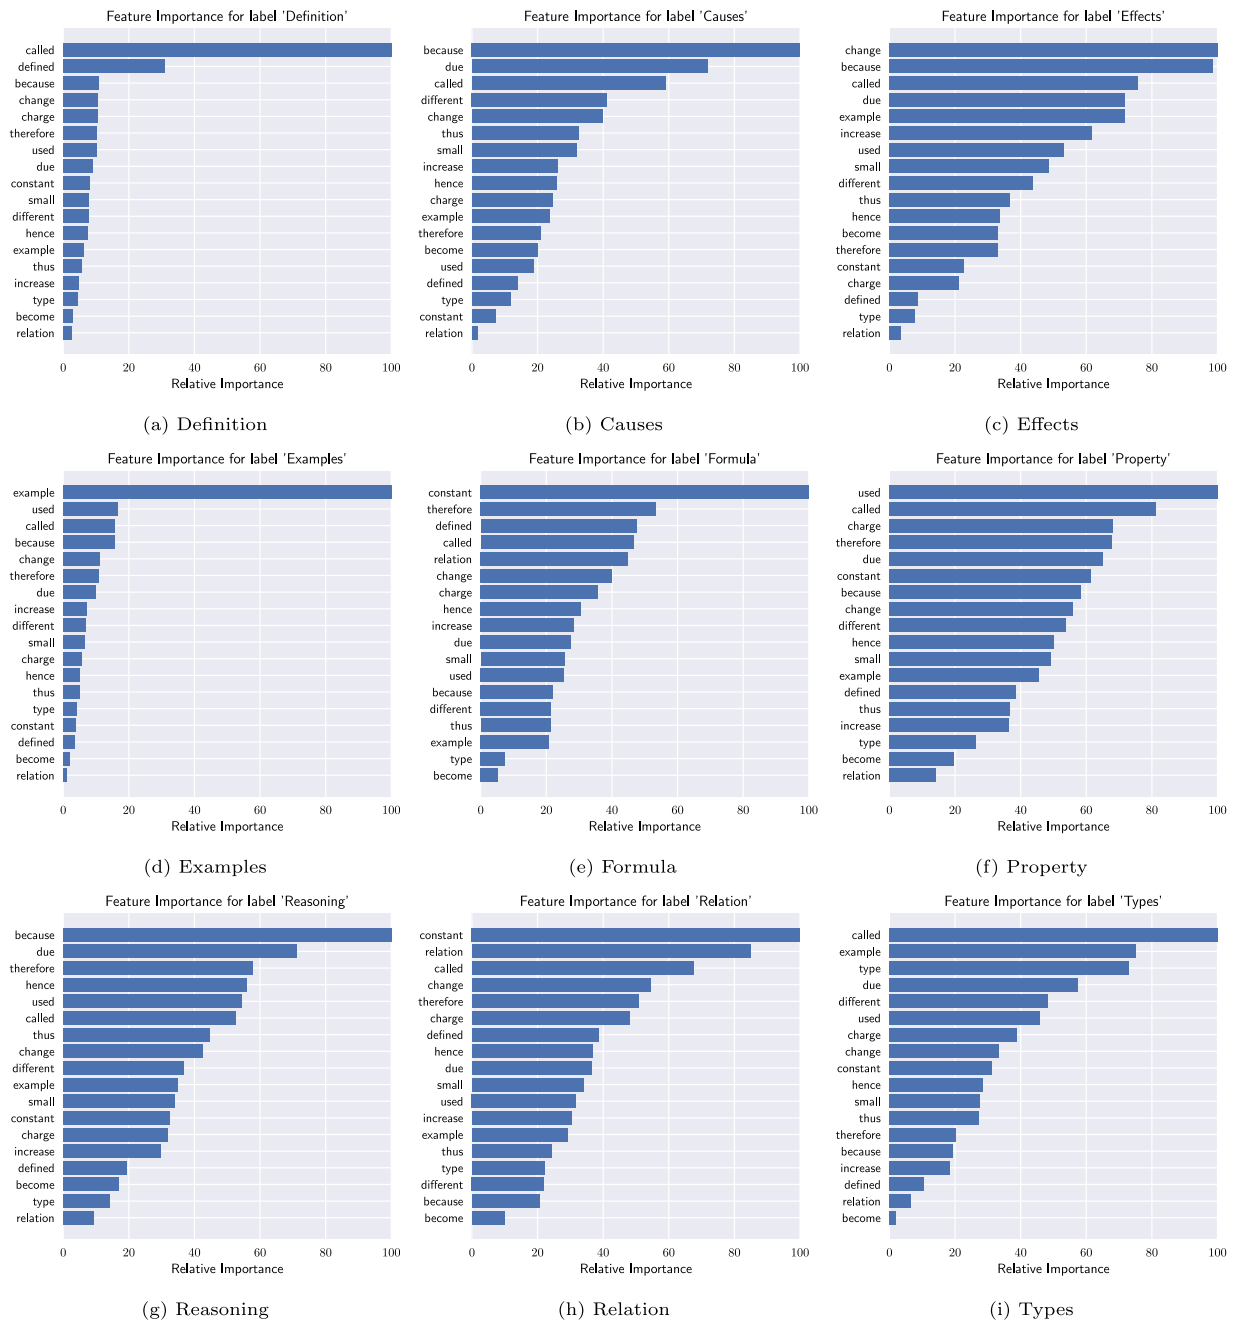 Feature Importance for label 'Definition'
called
defined
because
change
charge
therefore
used
due
constant
small
different
hence
example
thus
increase
type
become
relation
0 20 40 60 80 100
Relative Importance
(a) Definition
Feature Importance for label 'Causes'
because
due
called
different
change
thus
small
increase
hence
charge
example
therefore
become
used
defined
type
constant
relation
0 20 40 60 80 100
Relative Importance
(b) Causes
Feature Importance for label 'Effects'
change
because
called
due
example
increase
used
small
different
thus
hence
become
therefore
constant
charge
defined
type
relation
0 20 40 60 80 100
Relative Importance
(c) Effects
Feature Importance for label 'Examples'
example
used
called
because
change
therefore
due
increase
different
small
charge
hence
thus
type
constant
defined
become
relation
0 20 40 60 80 100
Relative Importance
(d) Examples
Feature Importance for label 'Formula'
constant
therefore
defined
called
relation
change
charge
hence
increase
due
small
used
because
different
thus
example
type
become
0 20 40 60 80 100
Relative Importance
(e) Formula
Feature Importance for label 'Property'
used
called
charge
therefore
due
constant
because
change
different
hence
small
example
defined
thus
increase
type
become
relation
0 20 40 60 80 100
Relative Importance
(f) Property
Feature Importance for label 'Reasoning'
because
due
therefore
hence
used
called
thus
change
different
example
small
constant
charge
increase
defined
become
type
relation
0 20 40 60 80 100
Relative Importance
(g) Reasoning
Feature Importance for label 'Relation'
constant
relation
called
change
therefore
charge
defined
hence
due
small
used
increase
example
thus
type
different
because
become
0 20 40 60 80 100
Relative Importance
(h) Relation
Feature Importance for label 'Types'
called
example
type
due
different
used
charge
change
constant
hence
small
thus
therefore
because
increase
defined
relation
become
0 20 40 60 80 100
Relative Importance
(i) Types